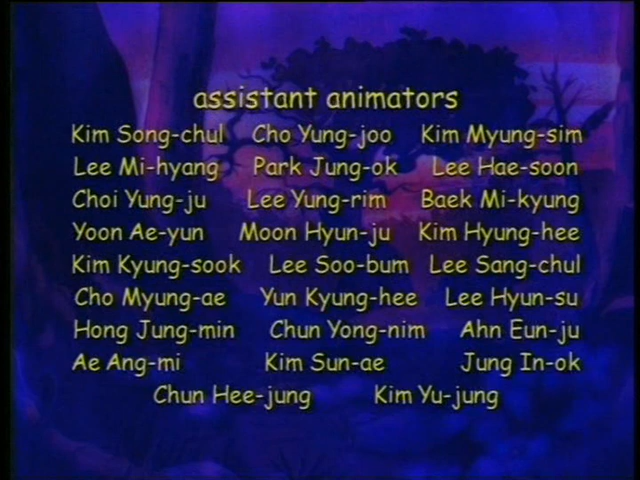 assistant animators
Kim Song-chul Cho Yung-joo Kim Myung-sim
Lee Mi-hyang Park Jung-ok Lee Hae-soon
Choi Yung-ju Lee Yung-rim Baek Mi-kyung
Yoon Ae-yun Moon Hyun-ju Kim Hyung-hee
Kim Kyung-sook Lee Soo-bum Lee Sang-chul
Cho Myung-ae Yun Kyung-hee Lee Hyun-su
Hong Jung-min Chun Yong-nim Ahn Eun-ju
Ae Ang-mi Kim Sun-ae Jung In-ok
Chun Hee-jung Kim Yu-jung